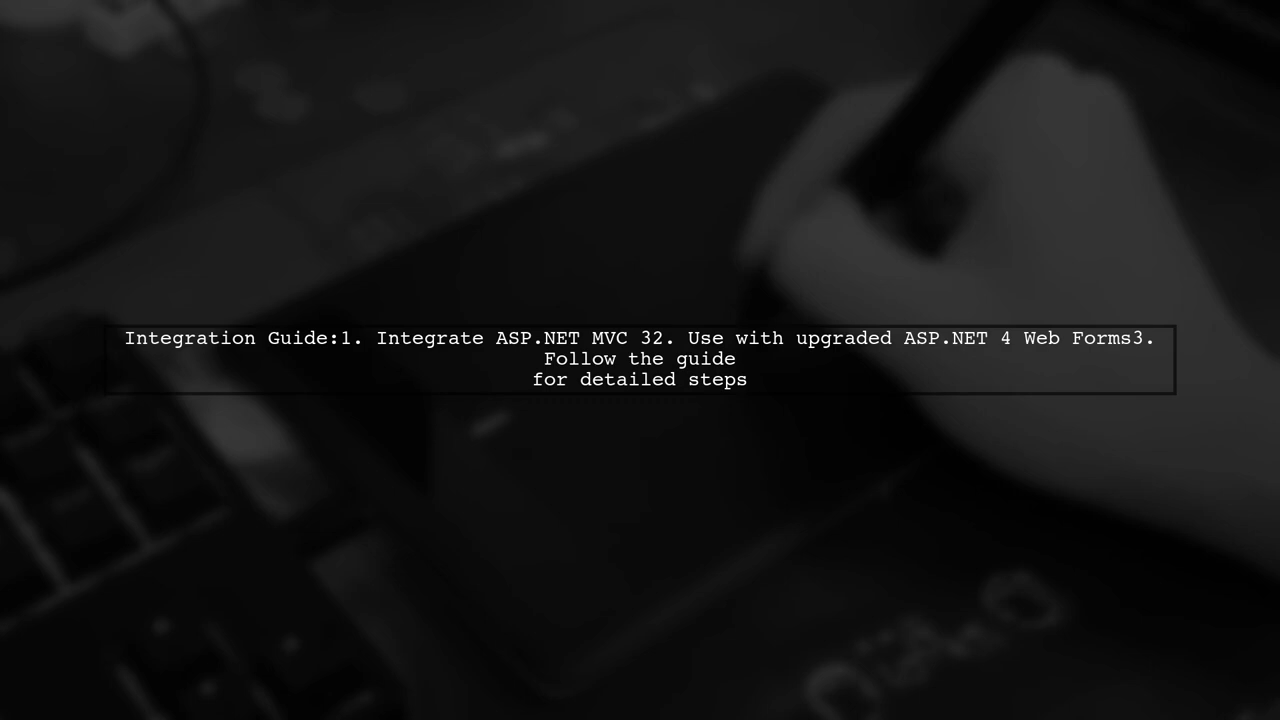 Integration Guide:1. Integrate ASP.NET MVC 32. Use with upgraded ASP.NET 4 Web Forms3.
Follow the guide
for detailed steps